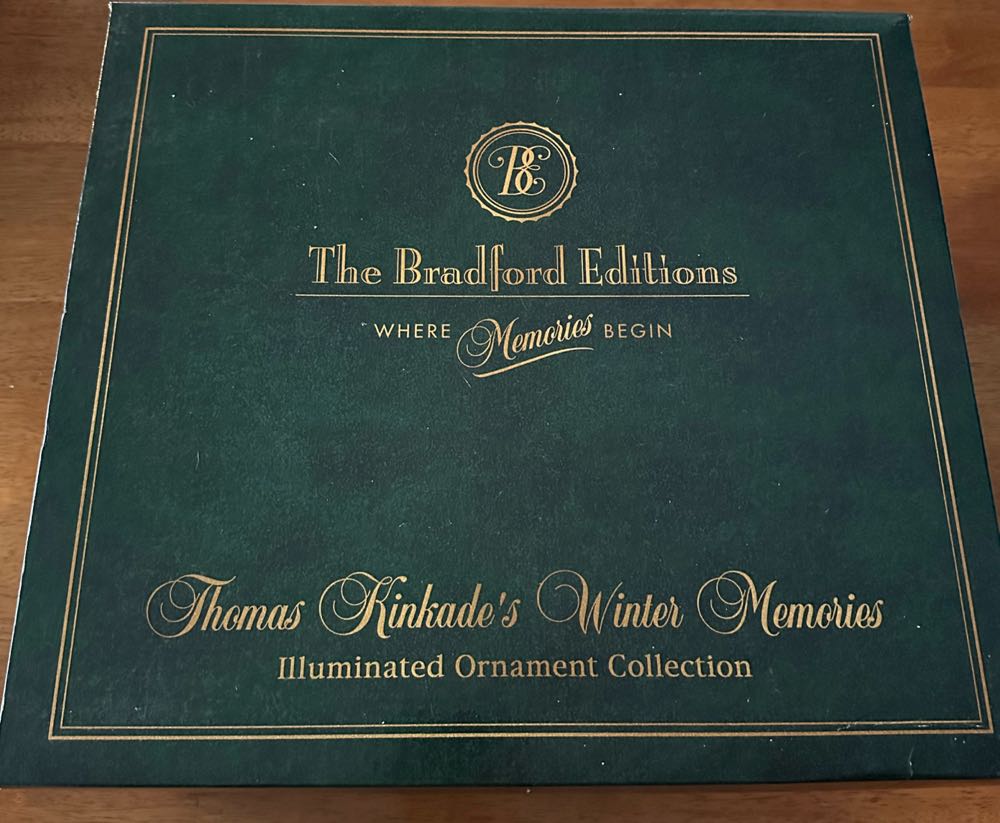 BE
The Bradford Editions
WHERE Memories BEGIN
Thomas Kinkade's Winter Memories
Illuminated Ornament Collection